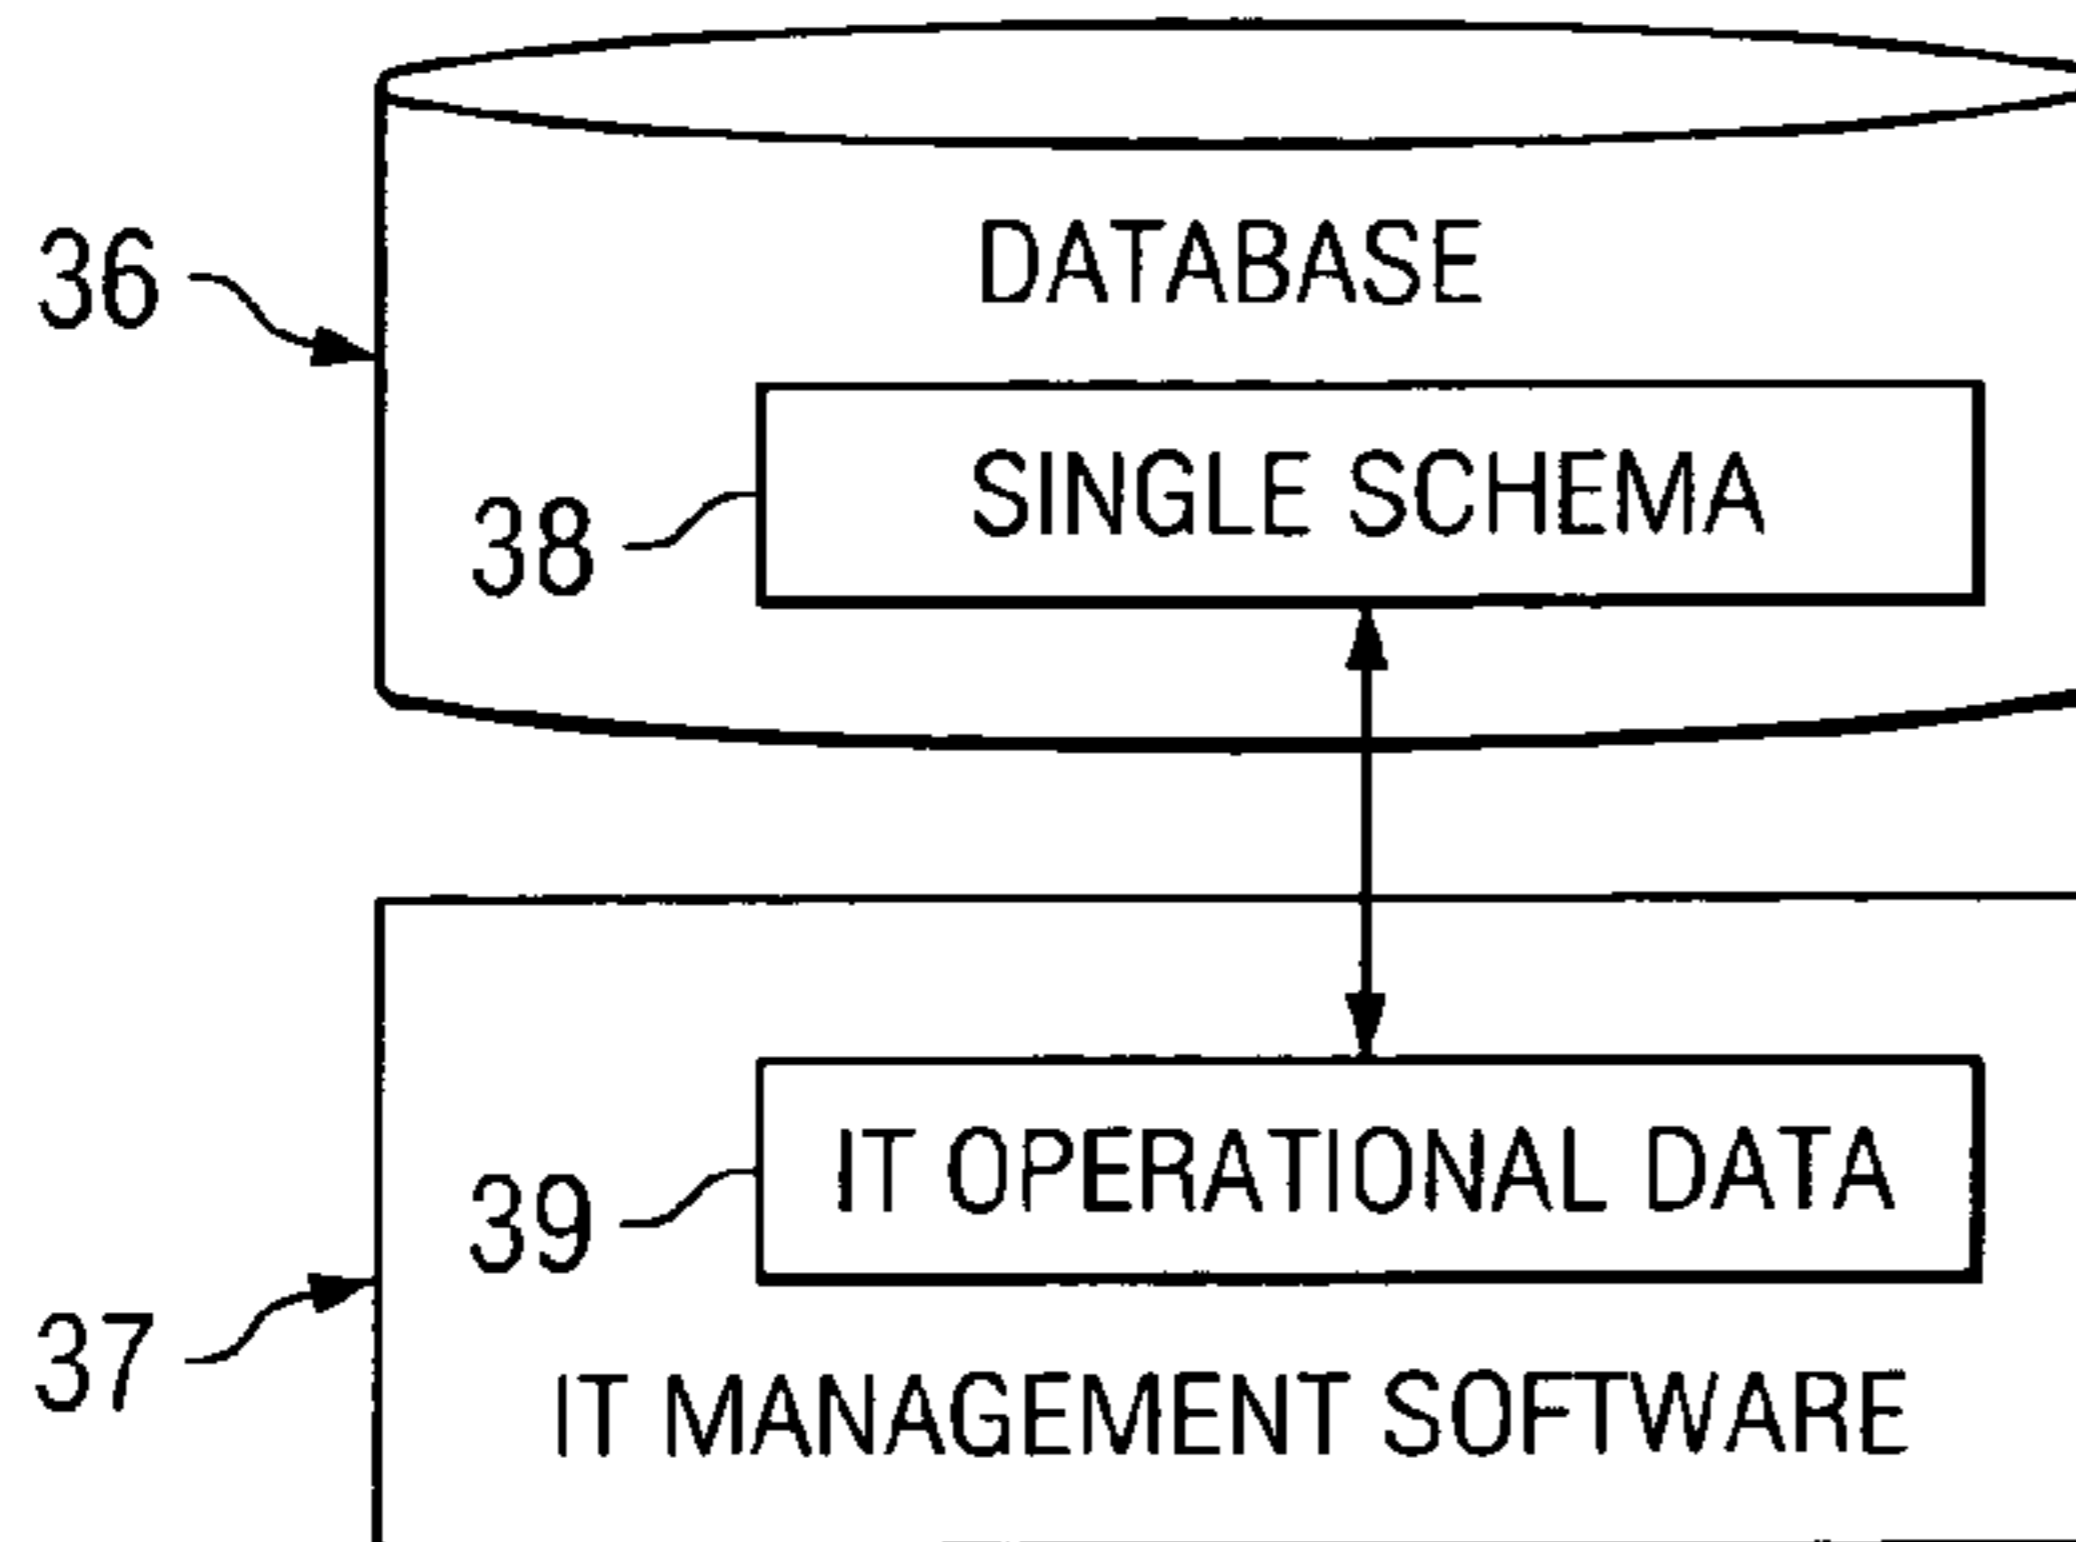 DATABASE
36
SINGLE SCHEMA
38
IT OPERATIONAL DATA
39
37
IT MANAGEMENT SOFTWARE